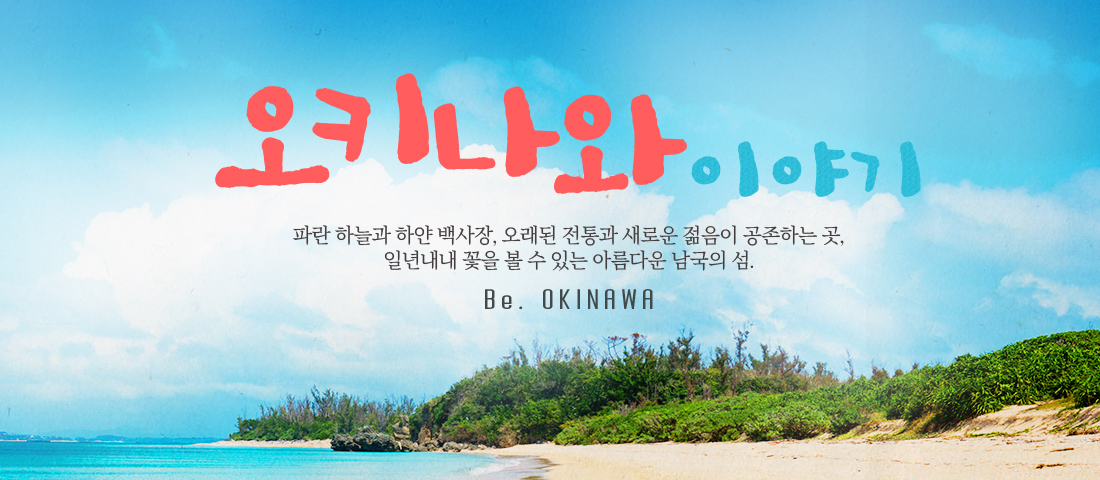 오키나와 이야기
파란 하늘과 하얀 백사장, 오래된 전통과 새로운 젊음이 공존하는 곳,
일년내내 꽃을 볼 수 있는 아름다운 남국의 섬.
Be. OKINAWA